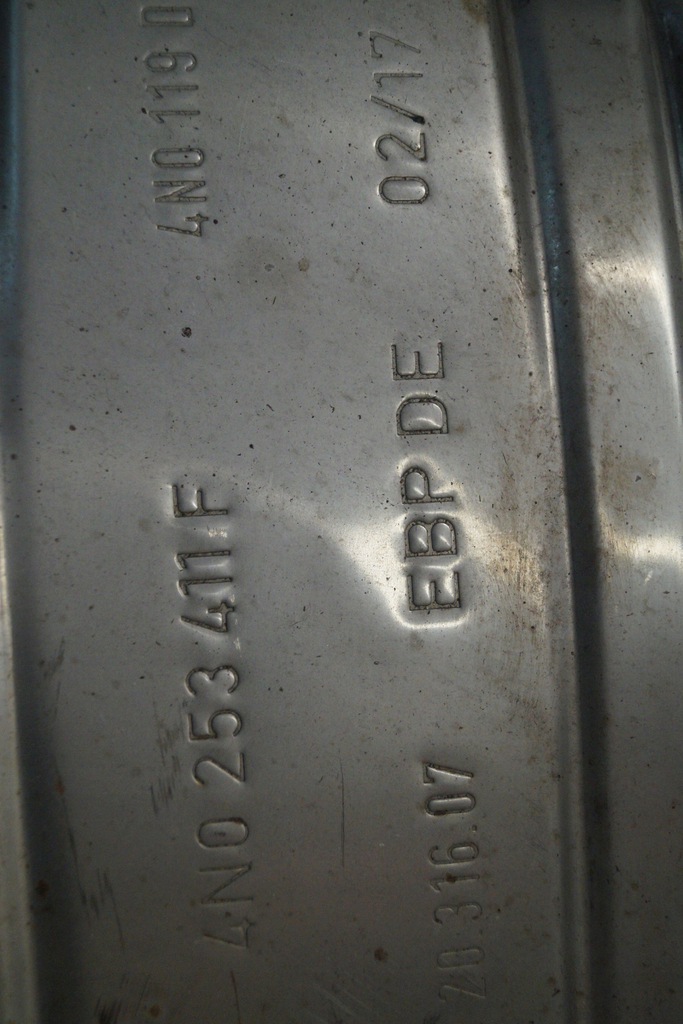 4N0 253 411 F 4N0 119 D
20.316.07 EBP DE 02/17